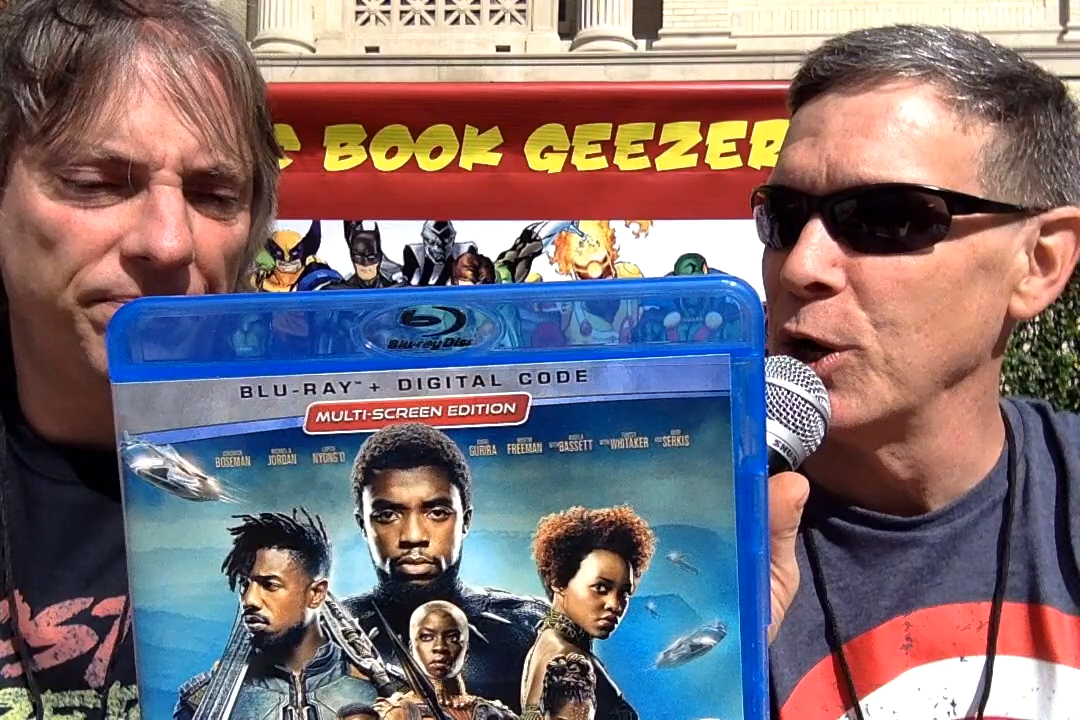 C BOOK GEEZER
Blu-ray Disc
BLU-RAY™ + DIGITAL CODE
MULTI-SCREEN EDITION
BOSEMAN JORDAN NYONG'O GURIRA FREEMAN BASSETT WHITAKER SERKIS